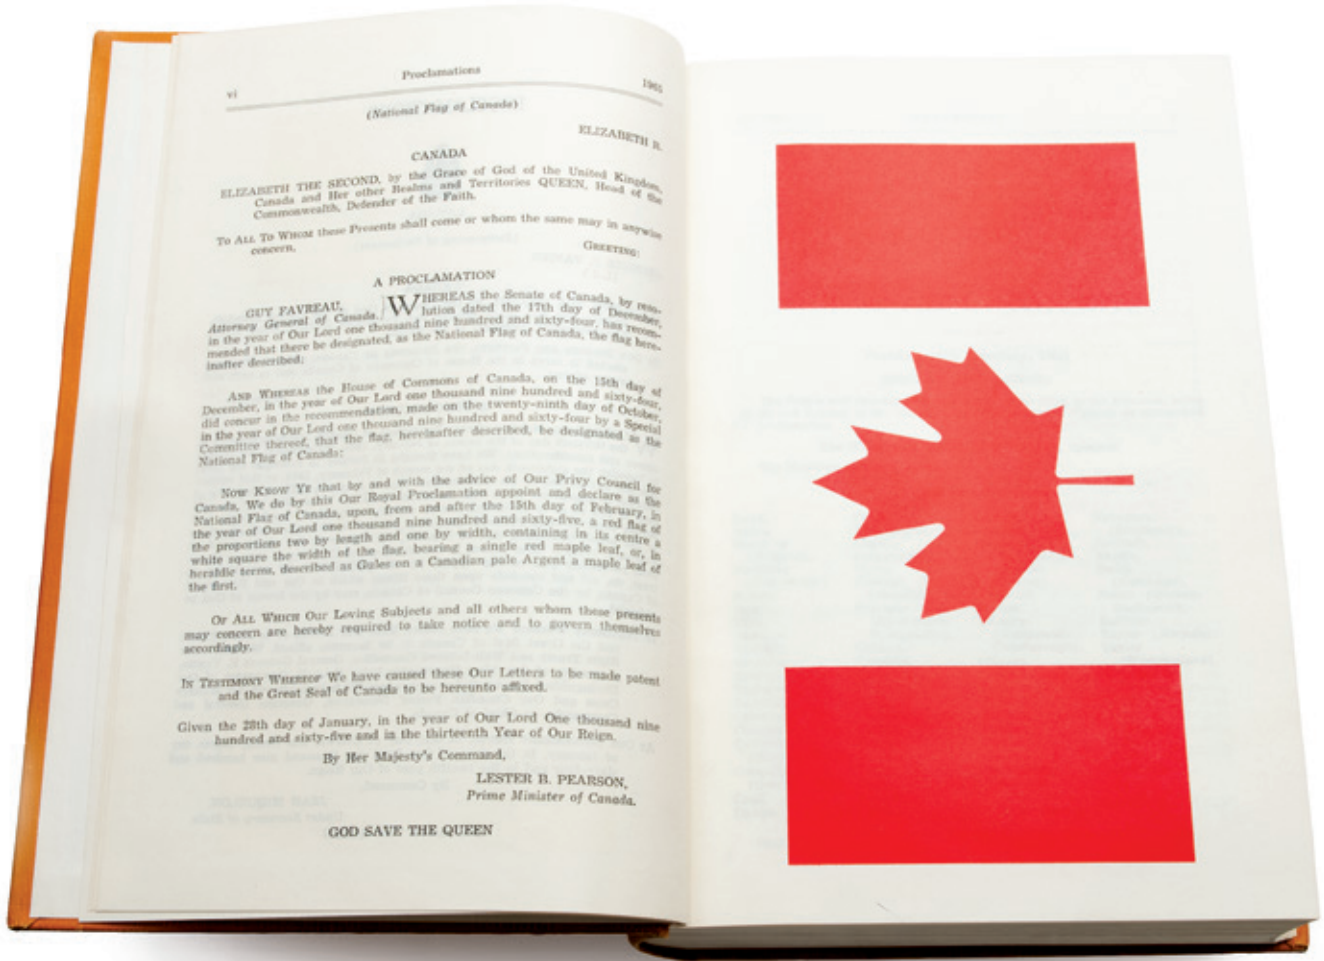 Proclamations
vi 1965
(National Flag of Canada)
ELIZABETH R.
CANADA
ELIZABETH THE SECOND, by the Grace of God of the United Kingdom,
Canada and Her other Realms and Territories QUEEN, Head of the
Commonwealth, Defender of the Faith.
To All To Whom these Presents shall come or whom the same may in anywise
concern,
Greeting:
A PROCLAMATION
GUY FAVREAU,
Attorney General of Canada.
WHEREAS the Senate of Canada, by reso-
lution dated the 17th day of December,
in the year of Our Lord one thousand nine hundred and sixty-four, has recom-
mended that there be designated, as the National Flag of Canada, the flag here-
inafter described;
And Whereas the House of Commons of Canada, on the 15th day of
December, in the year of Our Lord one thousand nine hundred and sixty-four,
did concur in the recommendation, made on the twenty-ninth day of October,
in the year of Our Lord one thousand nine hundred and sixty-four by a Special
Committee thereof, that the flag, hereinafter described, be designated as the
National Flag of Canada:
Now Know Ye that by and with the advice of Our Privy Council for
Canada, We do by this Our Royal Proclamation appoint and declare as the
National Flag of Canada, upon, from and after the 15th day of February, in
the year of Our Lord one thousand nine hundred and sixty-five, a red flag of
the proportions two by length and one by width, containing in its centre a
white square the width of the flag, bearing a single red maple leaf, or, in
heraldic terms, described as Gules on a Canadian pale Argent a maple leaf of
the first.
Of All Which Our Loving Subjects and all others whom these presents
may concern are hereby required to take notice and to govern themselves
accordingly.
In Testimony Whereof We have caused these Our Letters to be made patent
and the Great Seal of Canada to be hereunto affixed.
Given the 28th day of January, in the year of Our Lord One thousand nine
hundred and sixty-five and in the thirteenth Year of Our Reign.
By Her Majesty's Command,
LESTER B. PEARSON,
Prime Minister of Canada.
GOD SAVE THE QUEEN